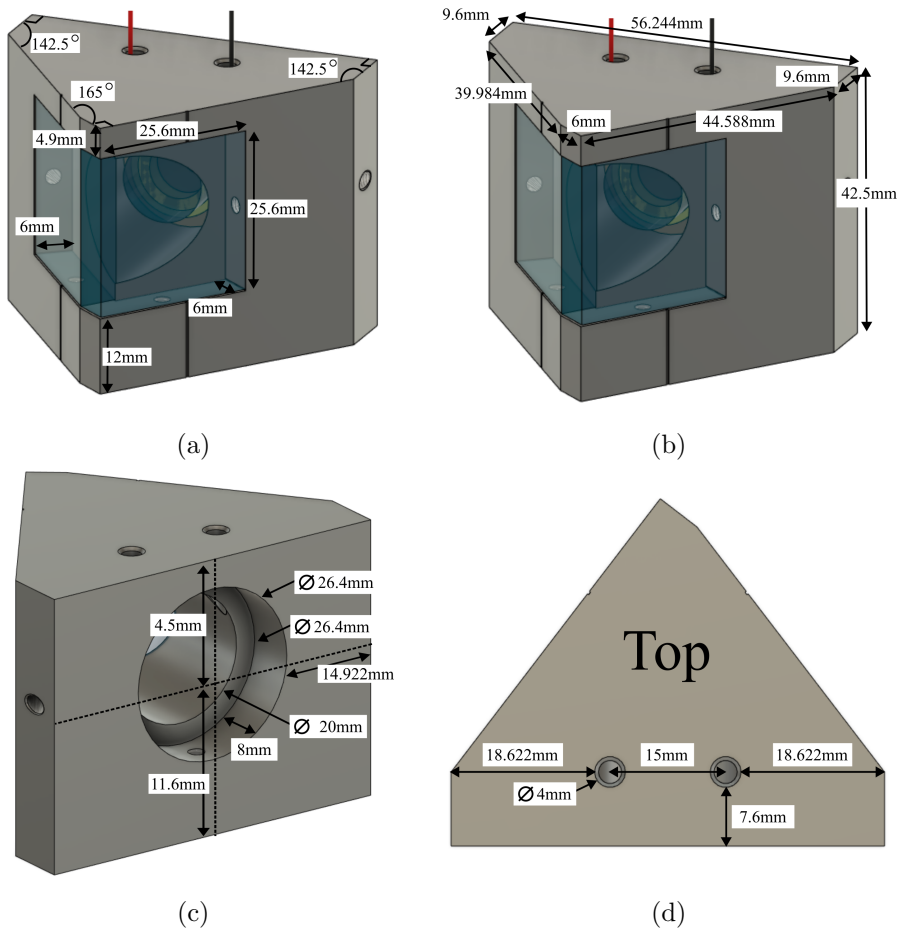 142.5°
142.5°
165°
4.9mm
25.6mm
25.6mm
6mm
6mm
12mm
(a)
9.6mm
56.244mm
9.6mm
39.984mm
6mm
44.588mm
42.5mm
(b)
Ø 26.4mm
4.5mm
Ø 26.4mm
14.922mm
Ø 20mm
8mm
11.6mm
(c)
Top
18.622mm
15mm
18.622mm
Ø 4mm
7.6mm
(d)